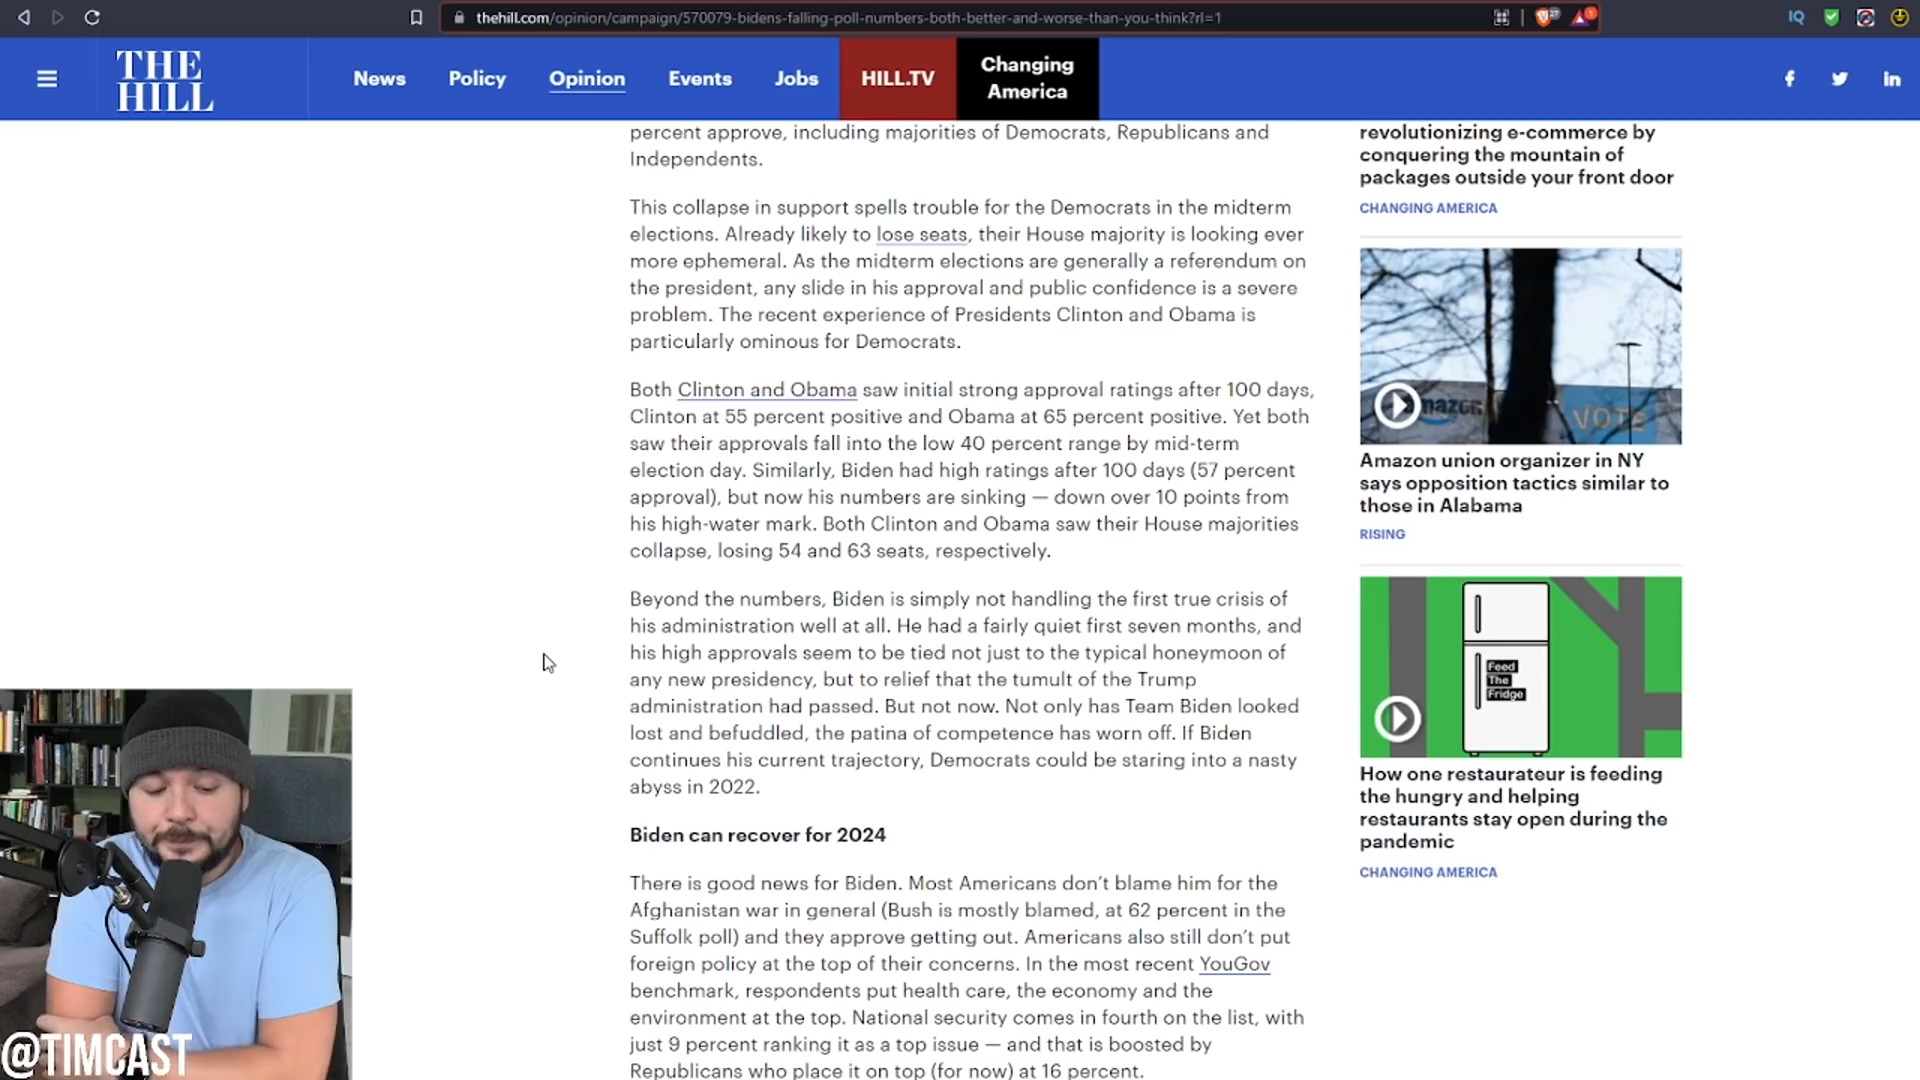 thehill.com/opinion/campaign/570079-bidens-falling-poll-numbers-both-better-and-worse-than-you-think?rl=1
27
1
IQ
THE
HILL
News
Policy
Opinion
Events
Jobs
HILL.TV
Changing
America
percent approve, including majorities of Democrats, Republicans and
Independents.
This collapse in support spells trouble for the Democrats in the midterm
elections. Already likely to lose seats, their House majority is looking ever
more ephemeral. As the midterm elections are generally a referendum on
the president, any slide in his approval and public confidence is a severe
problem. The recent experience of Presidents Clinton and Obama is
particularly ominous for Democrats.
Both Clinton and Obama saw initial strong approval ratings after 100 days,
Clinton at 55 percent positive and Obama at 65 percent positive. Yet both
saw their approvals fall into the low 40 percent range by mid-term
election day. Similarly, Biden had high ratings after 100 days (57 percent
approval), but now his numbers are sinking — down over 10 points from
his high-water mark. Both Clinton and Obama saw their House majorities
collapse, losing 54 and 63 seats, respectively.
Beyond the numbers, Biden is simply not handling the first true crisis of
his administration well at all. He had a fairly quiet first seven months, and
his high approvals seem to be tied not just to the typical honeymoon of
any new presidency, but to relief that the tumult of the Trump
administration had passed. But not now. Not only has Team Biden looked
lost and befuddled, the patina of competence has worn off. If Biden
continues his current trajectory, Democrats could be staring into a nasty
abyss in 2022.
Biden can recover for 2024
There is good news for Biden. Most Americans don't blame him for the
Afghanistan war in general (Bush is mostly blamed, at 62 percent in the
Suffolk poll) and they approve getting out. Americans also still don't put
foreign policy at the top of their concerns. In the most recent YouGov
benchmark, respondents put health care, the economy and the
environment at the top. National security comes in fourth on the list, with
just 9 percent ranking it as a top issue — and that is boosted by
Republicans who place it on top (for now) at 16 percent.
revolutionizing e-commerce by
conquering the mountain of
packages outside your front door
CHANGING AMERICA
amazon
VOTE
Amazon union organizer in NY
says opposition tactics similar to
those in Alabama
RISING
Feed
The
Fridge
How one restaurateur is feeding
the hungry and helping
restaurants stay open during the
pandemic
CHANGING AMERICA
@TIMCAST